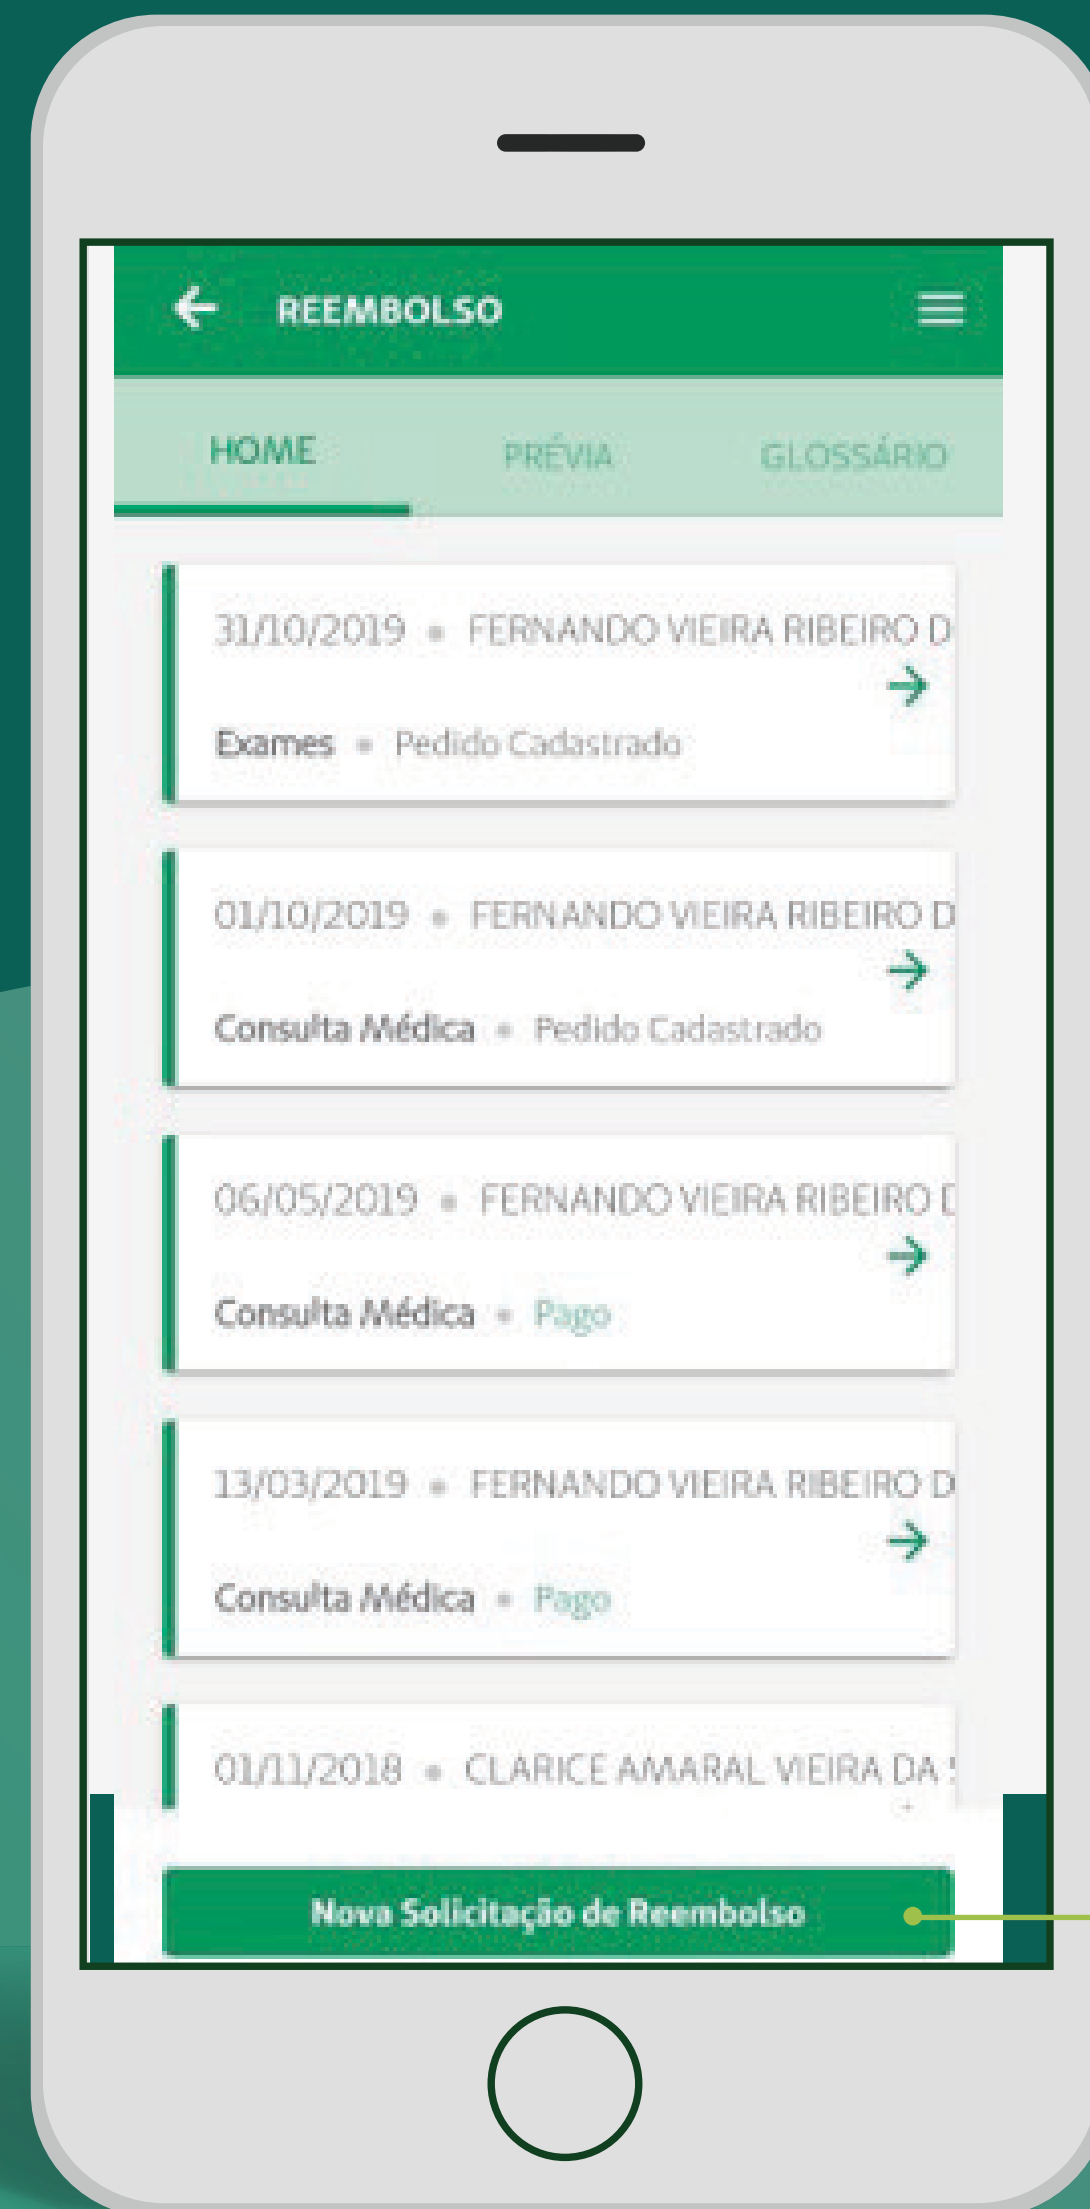 REEMBOLSO
HOME PRÉVIA GLOSSÁRIO
31/10/2019 • FERNANDO VIEIRA RIBEIRO D
Exames • Pedido Cadastrado
01/10/2019 • FERNANDO VIEIRA RIBEIRO D
Consulta Médica • Pedido Cadastrado
06/05/2019 • FERNANDO VIEIRA RIBEIRO D
Consulta Médica • Pago
13/03/2019 • FERNANDO VIEIRA RIBEIRO D
Consulta Médica • Pago
01/11/2018 • CLARICE AMARAL VIEIRA DA S
Nova Solicitação de Reembolso